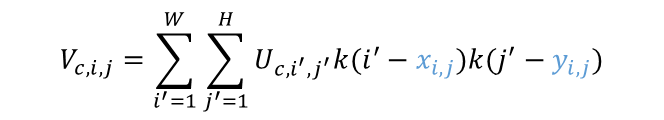 V_{c,i,j} = \sum_{i'=1}^{W} \sum_{j'=1}^{H} U_{c,i',j'} k(i' - x_{i,j}) k(j' - y_{i,j})